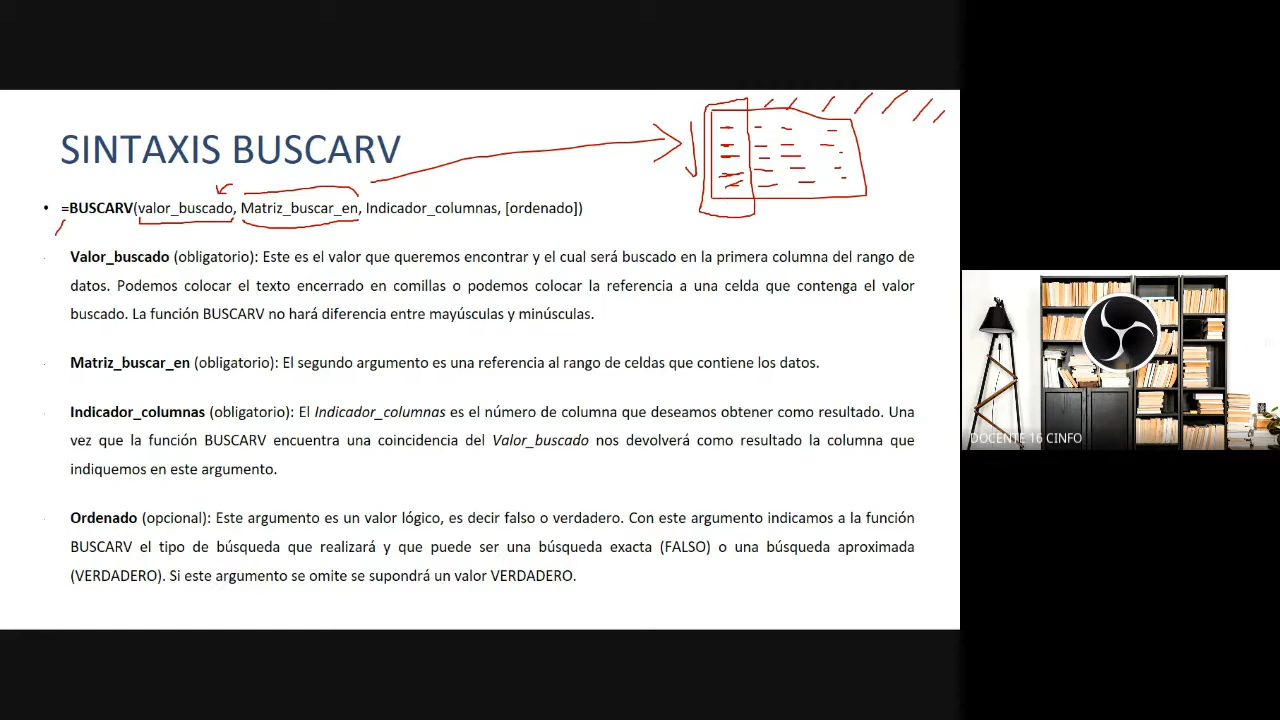 SINTAXIS BUSCARV
• =BUSCARV(valor_buscado, Matriz_buscar_en, Indicador_columnas, [ordenado])
Valor_buscado (obligatorio): Este es el valor que queremos encontrar y el cual será buscado en la primera columna del rango de
datos. Podemos colocar el texto encerrado en comillas o podemos colocar la referencia a una celda que contenga el valor
buscado. La función BUSCARV no hará diferencia entre mayúsculas y minúsculas.
Matriz_buscar_en (obligatorio): El segundo argumento es una referencia al rango de celdas que contiene los datos.
Indicador_columnas (obligatorio): El Indicador_columnas es el número de columna que deseamos obtener como resultado. Una
vez que la función BUSCARV encuentra una coincidencia del Valor_buscado nos devolverá como resultado la columna que
indiquemos en este argumento.
Ordenado (opcional): Este argumento es un valor lógico, es decir falso o verdadero. Con este argumento indicamos a la función
BUSCARV el tipo de búsqueda que realizará y que puede ser una búsqueda exacta (FALSO) o una búsqueda aproximada
(VERDADERO). Si este argumento se omite se supondrá un valor VERDADERO.
DOCENTE 16 CINFO